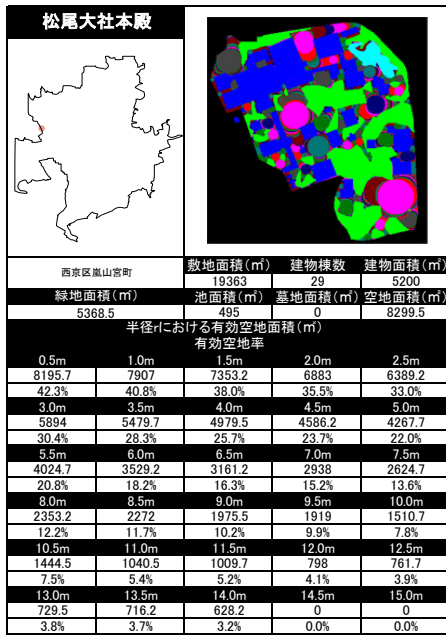 松尾大社本殿
西京区嵐山宮町
敷地面積(㎡) 建物棟数 建物面積(㎡)
19363 29 5200
緑地面積(㎡) 池面積(㎡) 墓地面積(㎡) 空地面積(㎡)
5368.5 495 0 8299.5
半径rにおける有効空地面積(㎡)
有効空地率
0.5m 1.0m 1.5m 2.0m 2.5m
8195.7 7907 7353.2 6883 6389.2
42.3% 40.8% 38.0% 35.5% 33.0%
3.0m 3.5m 4.0m 4.5m 5.0m
5894 5479.7 4979.5 4586.2 4267.7
30.4% 28.3% 25.7% 23.7% 22.0%
5.5m 6.0m 6.5m 7.0m 7.5m
4024.7 3529.2 3161.2 2938 2624.7
20.8% 18.2% 16.3% 15.2% 13.6%
8.0m 8.5m 9.0m 9.5m 10.0m
2353.2 2272 1975.5 1919 1510.7
12.2% 11.7% 10.2% 9.9% 7.8%
10.5m 11.0m 11.5m 12.0m 12.5m
1444.5 1040.5 1009.7 798 761.7
7.5% 5.4% 5.2% 4.1% 3.9%
13.0m 13.5m 14.0m 14.5m 15.0m
729.5 716.2 628.2 0 0
3.8% 3.7% 3.2% 0.0% 0.0%